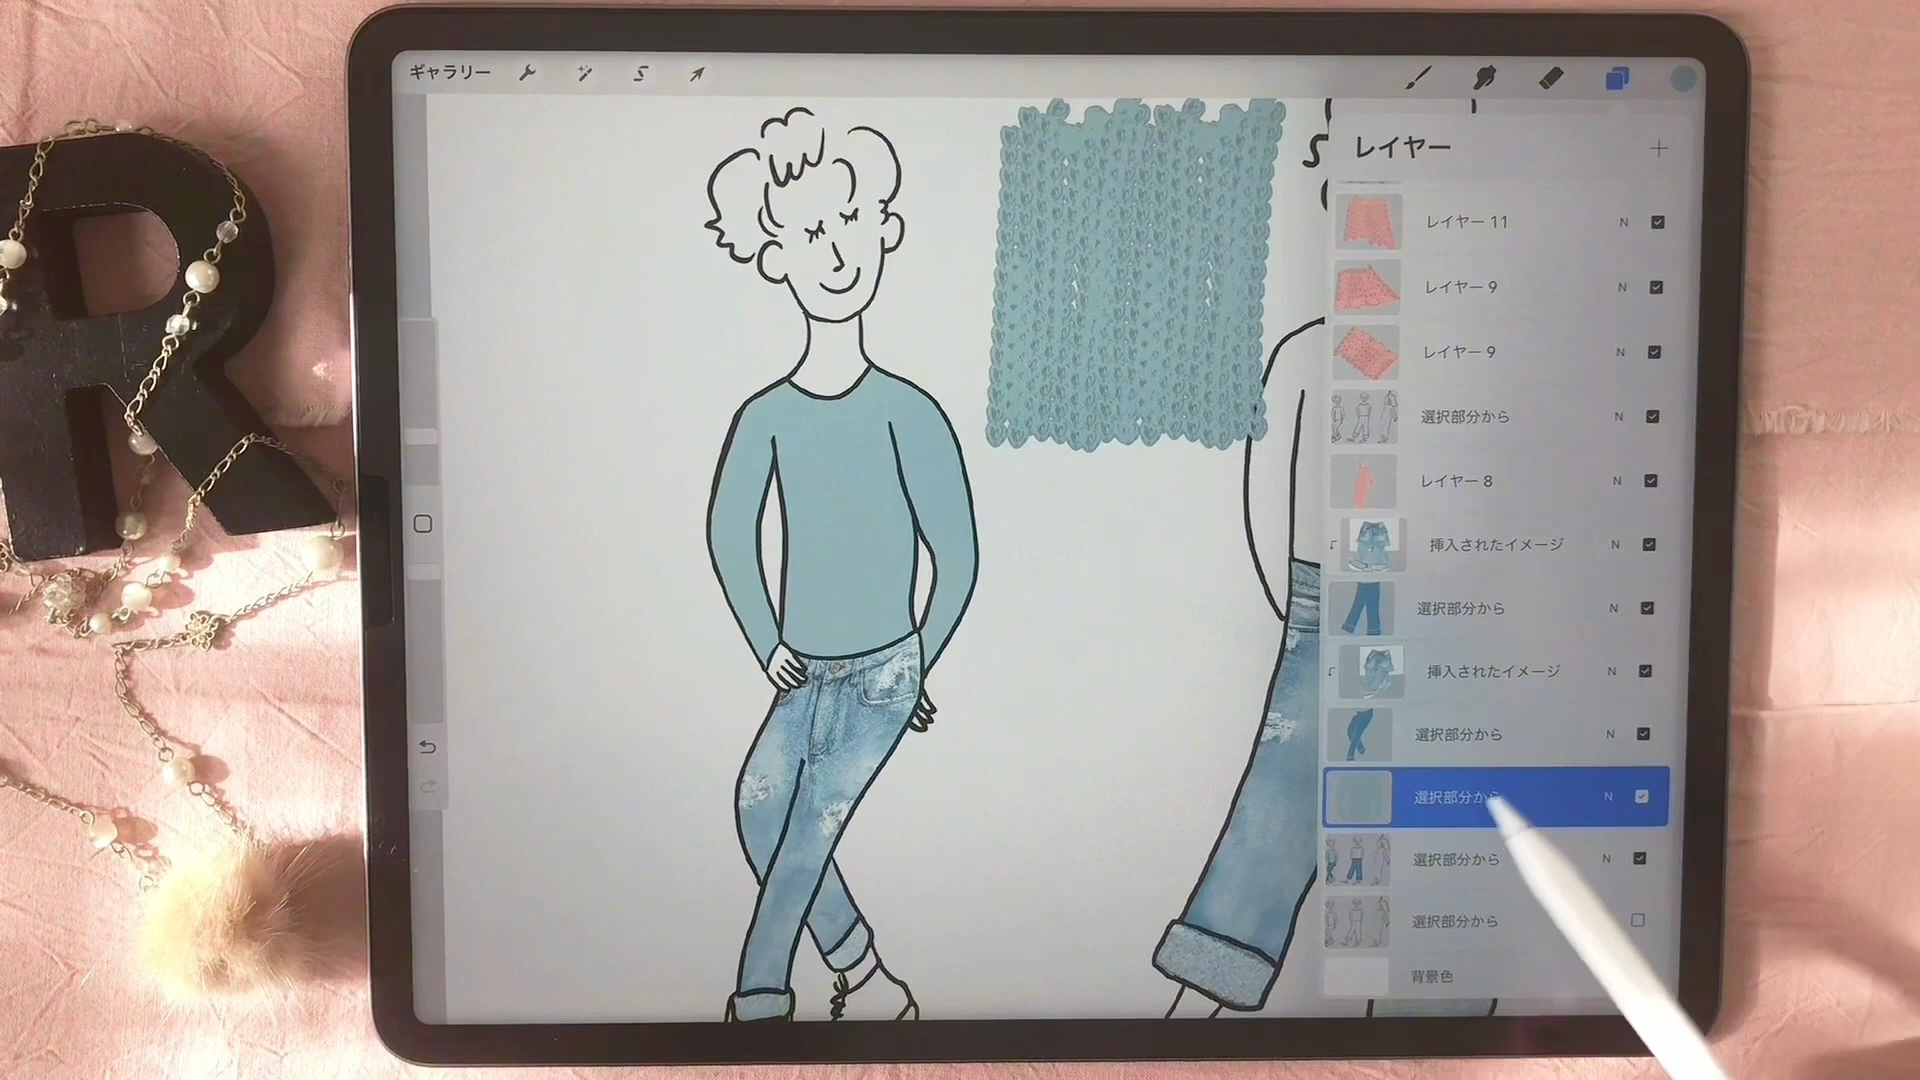 ギャラリー
レイヤー
レイヤー 11 N
レイヤー 9 N
レイヤー 9 N
選択部分から N
レイヤー 8 N
挿入されたイメージ N
選択部分から N
挿入されたイメージ N
選択部分から N
選択部分から N
選択部分から N
選択部分から
背景色
R